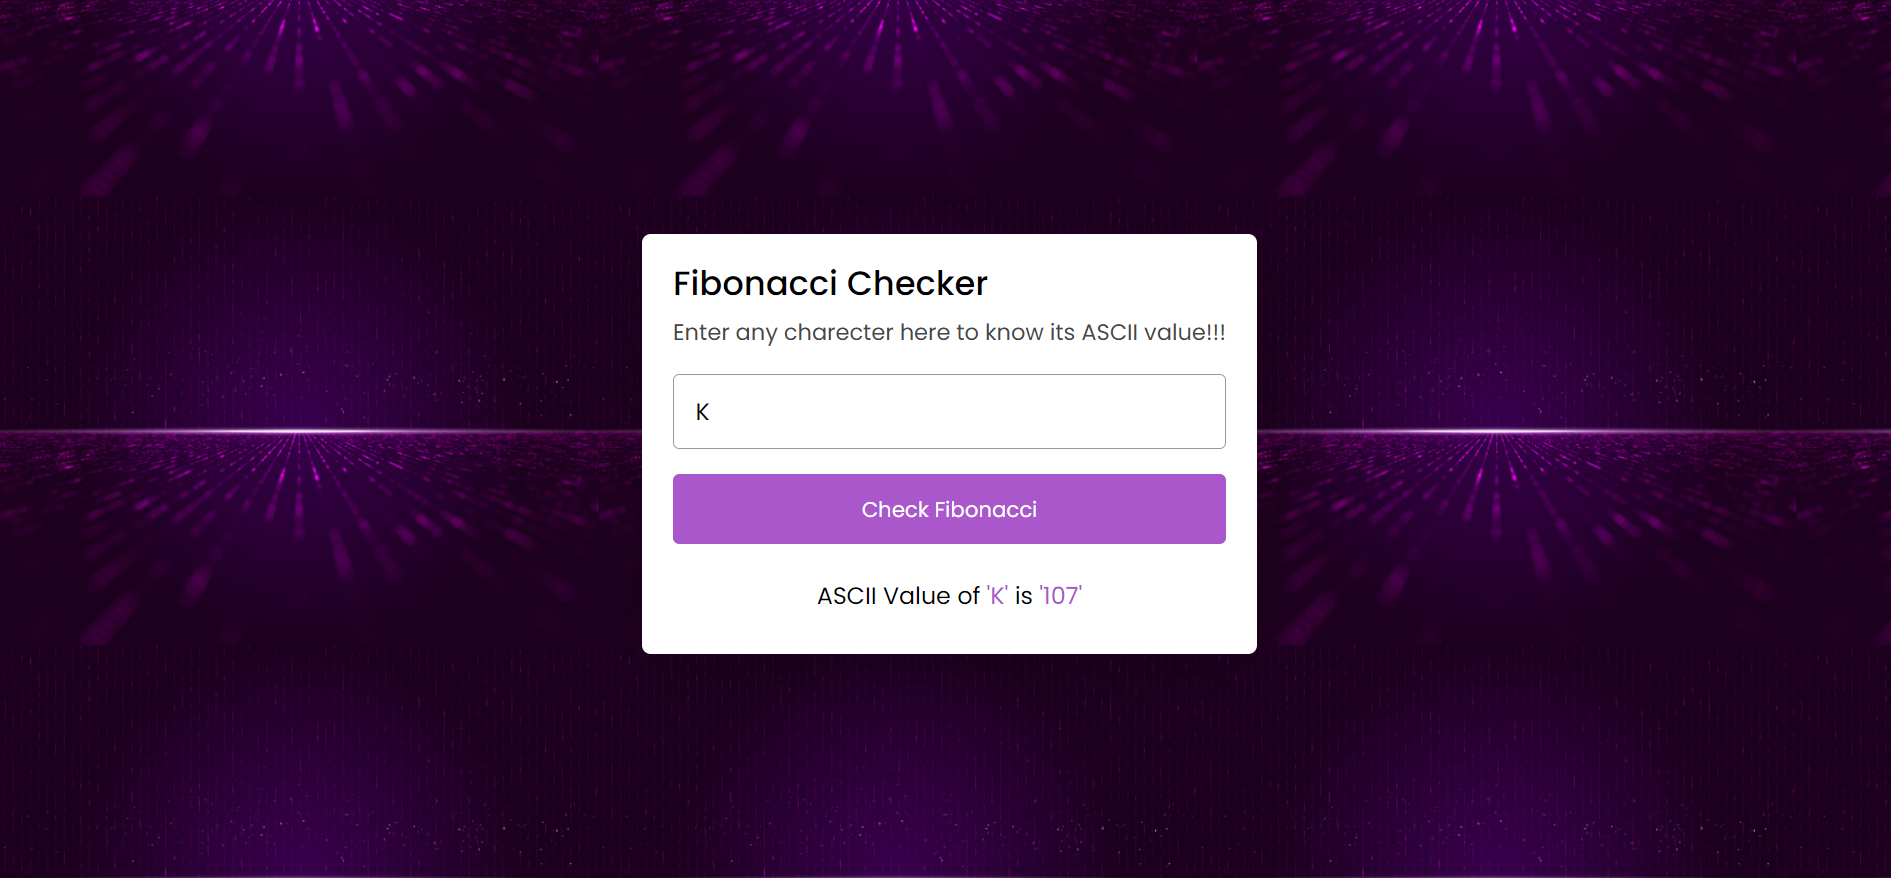 Fibonacci Checker
Enter any charecter here to know its ASCII value!!!
K
Check Fibonacci
ASCII Value of 'K' is '107'